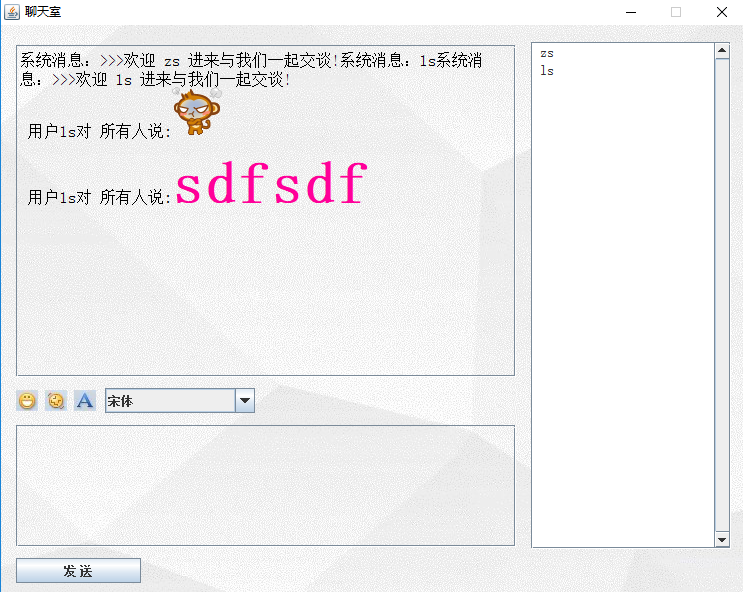 聊天室
系统消息：>>>欢迎 zs 进来与我们一起交谈!系统消息：ls系统消
息：>>>欢迎 ls 进来与我们一起交谈!
用户ls对 所有人说:
用户ls对 所有人说:sdfsdf
zs
ls
A 宋体
发送